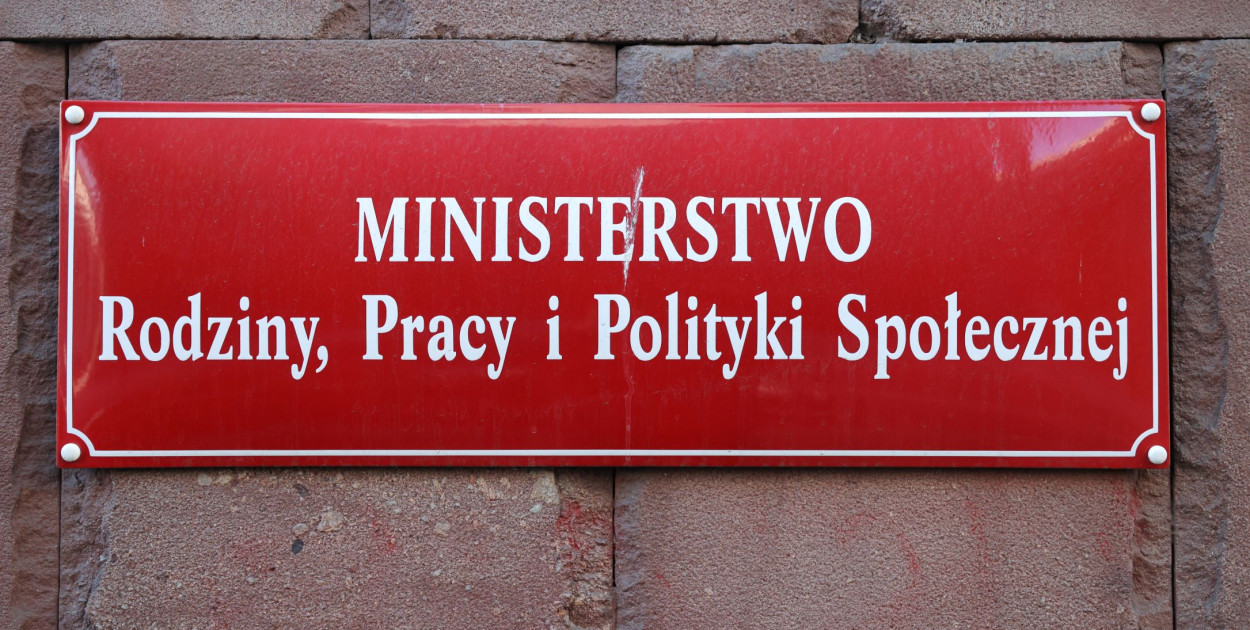 MINISTERSTWO
Rodziny, Pracy i Polityki Społecznej